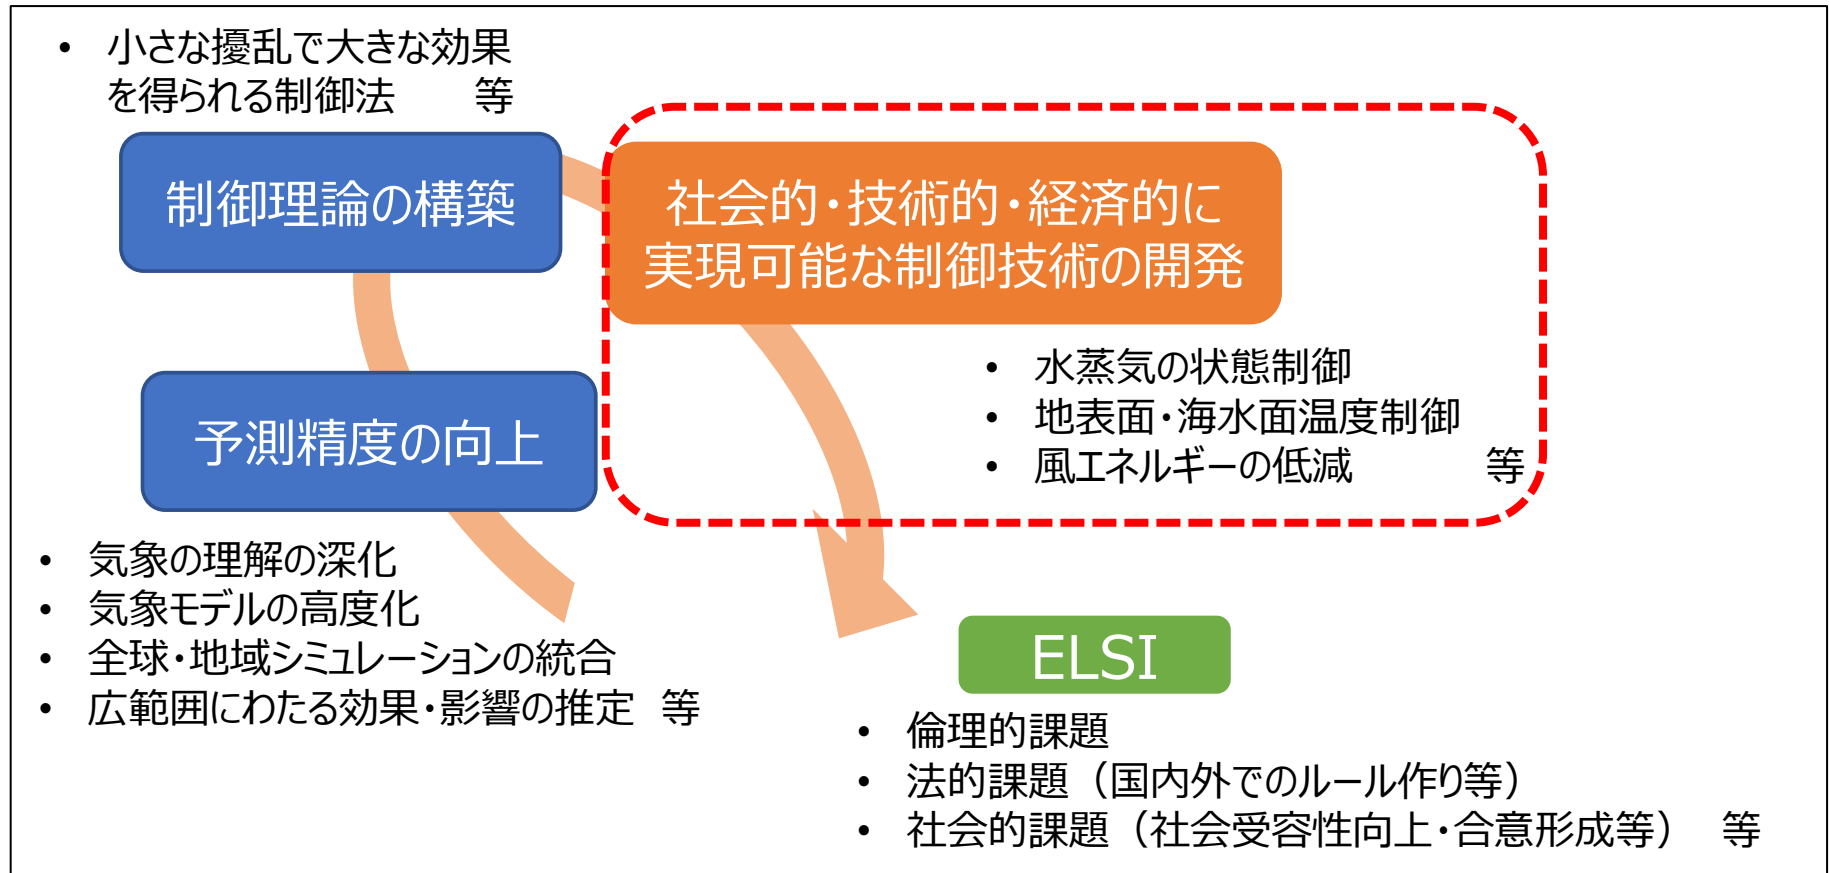 • 小さな擾乱で大きな効果
を得られる制御法　等
制御理論の構築
社会的・技術的・経済的に
実現可能な制御技術の開発
• 水蒸気の状態制御
• 地表面・海水面温度制御
• 風エネルギーの低減　等
予測精度の向上
• 気象の理解の深化
• 気象モデルの高度化
• 全球・地域シミュレーションの統合
• 広範囲にわたる効果・影響の推定　等
ELSI
• 倫理的課題
• 法的課題（国内外でのルール作り等）
• 社会的課題（社会受容性向上・合意形成等）　等